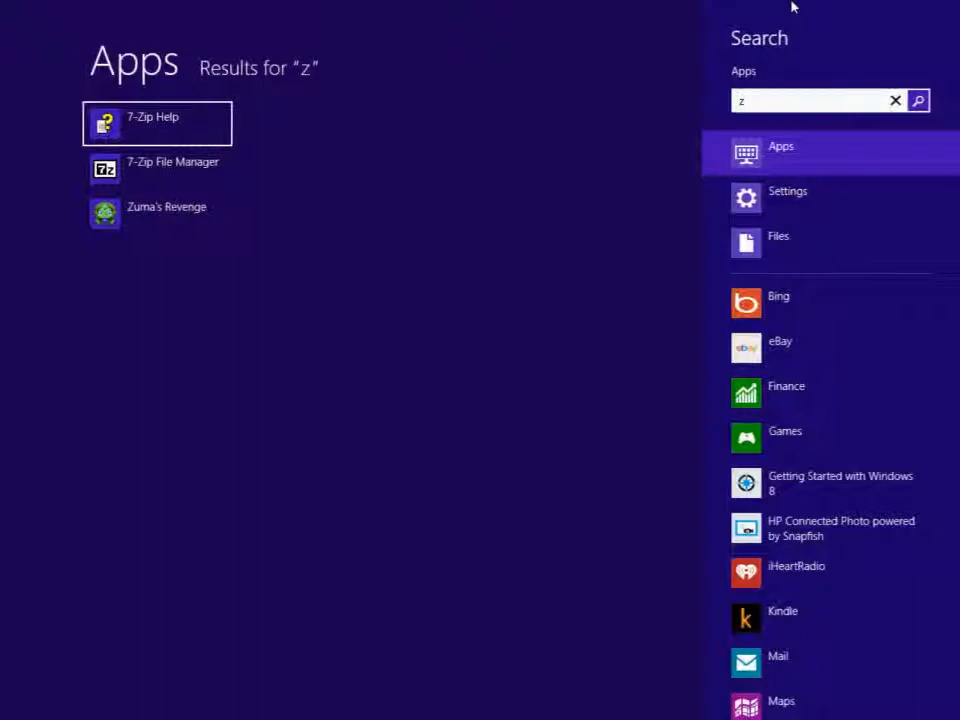 Apps Results for "z"
7-Zip Help
7-Zip File Manager
Zuma's Revenge
Search
Apps
z
Apps
Settings
Files
Bing
eBay
Finance
Games
Getting Started with Windows
8
HP Connected Photo powered
by Snapfish
iHeartRadio
Kindle
Mail
Maps